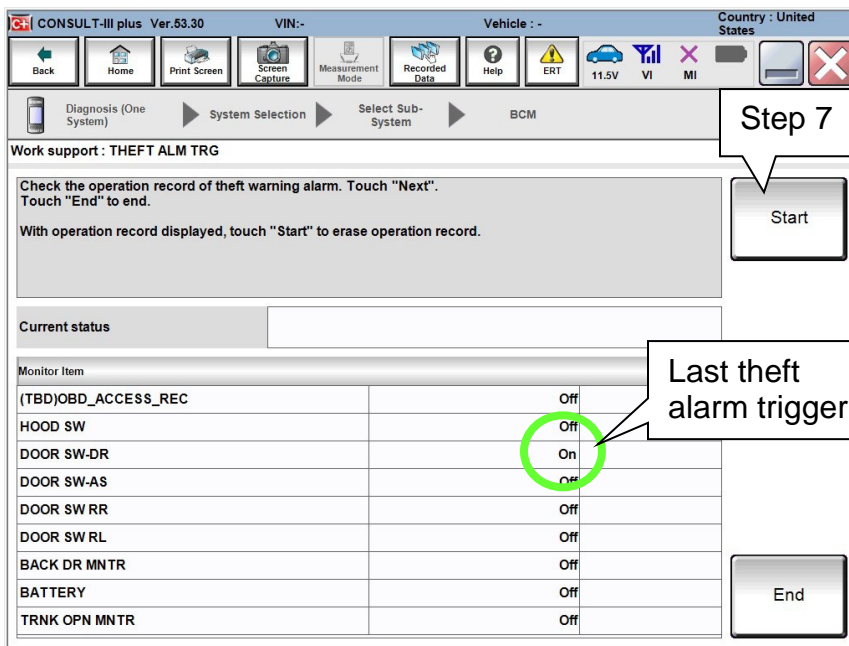 C+ CONSULT-III plus Ver.53.30 VIN:- Vehicle : - Country : United States
Back
Home
Print Screen
Screen Capture
Measurement Mode
Recorded Data
Help
ERT
11.5V
VI
MI
Diagnosis (One System)
System Selection
Select Sub-System
BCM
Step 7
Work support : THEFT ALM TRG
Check the operation record of theft warning alarm. Touch "Next".
Touch "End" to end.
With operation record displayed, touch "Start" to erase operation record.
Start
Current status
Monitor Item
Last theft
alarm trigger
(TBD)OBD_ACCESS_REC Off
HOOD SW Off
DOOR SW-DR On
DOOR SW-AS Off
DOOR SW RR Off
DOOR SW RL Off
BACK DR MNTR Off
BATTERY Off
TRNK OPN MNTR Off
End